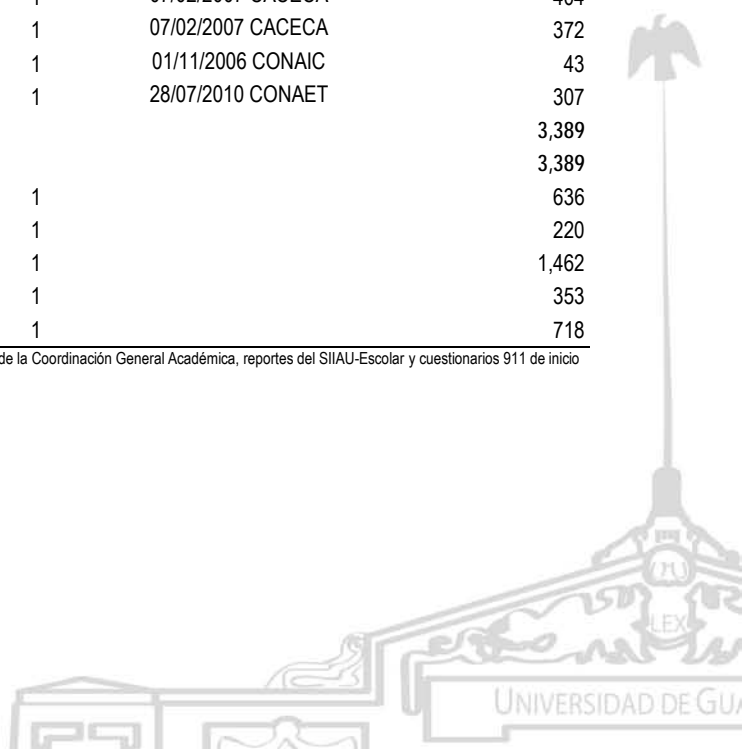 1 07/02/2007 CACECA 372
1 01/11/2006 CONAIC 43
1 28/07/2010 CONAET 307
3,389
3,389
1 636
1 220
1 1,462
1 353
1 718
de la Coordinación General Académica, reportes del SIIAU-Escolar y cuestionarios 911 de inicio
LEX
UNIVERSIDAD DE GUA